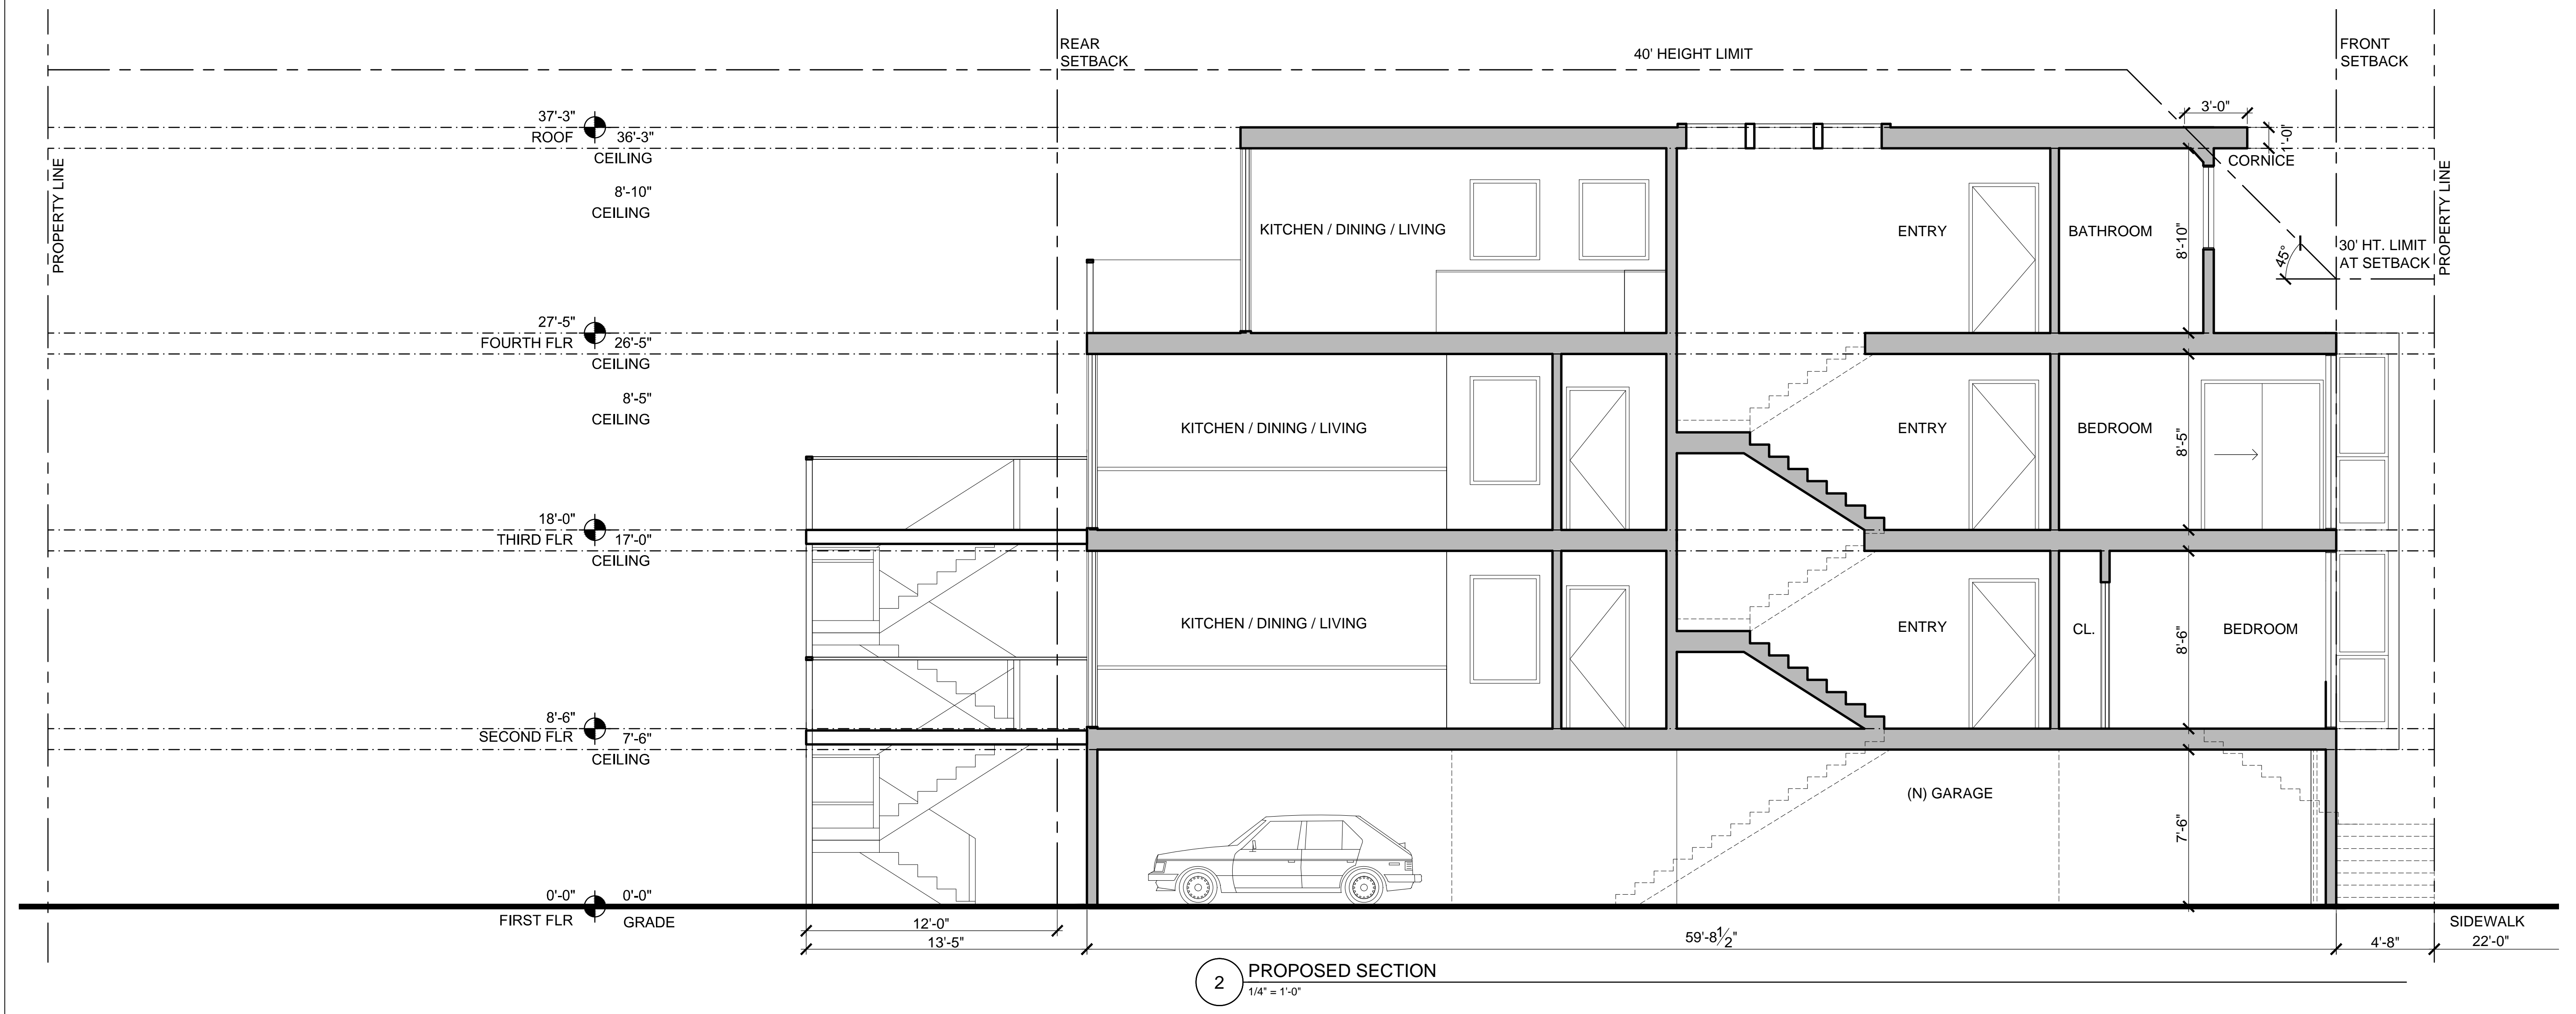 REAR
SETBACK
40' HEIGHT LIMIT
FRONT
SETBACK
3'-0"
1'-0"
CORNICE
37'-3"
ROOF
36'-3"
CEILING
8'-10"
CEILING
PROPERTY LINE
KITCHEN / DINING / LIVING
ENTRY
BATHROOM
8'-10"
45°
30' HT. LIMIT
AT SETBACK
PROPERTY LINE
27'-5"
FOURTH FLR
26'-5"
CEILING
8'-5"
CEILING
KITCHEN / DINING / LIVING
ENTRY
BEDROOM
8'-5"
18'-0"
THIRD FLR
17'-0"
CEILING
KITCHEN / DINING / LIVING
ENTRY
CL.
8'-6"
BEDROOM
8'-6"
SECOND FLR
7'-6"
CEILING
(N) GARAGE
7'-6"
0'-0"
FIRST FLR
0'-0"
GRADE
SIDEWALK
12'-0"
13'-5"
59'-8½"
4'-8"
22'-0"
2
PROPOSED SECTION
1/4" = 1'-0"